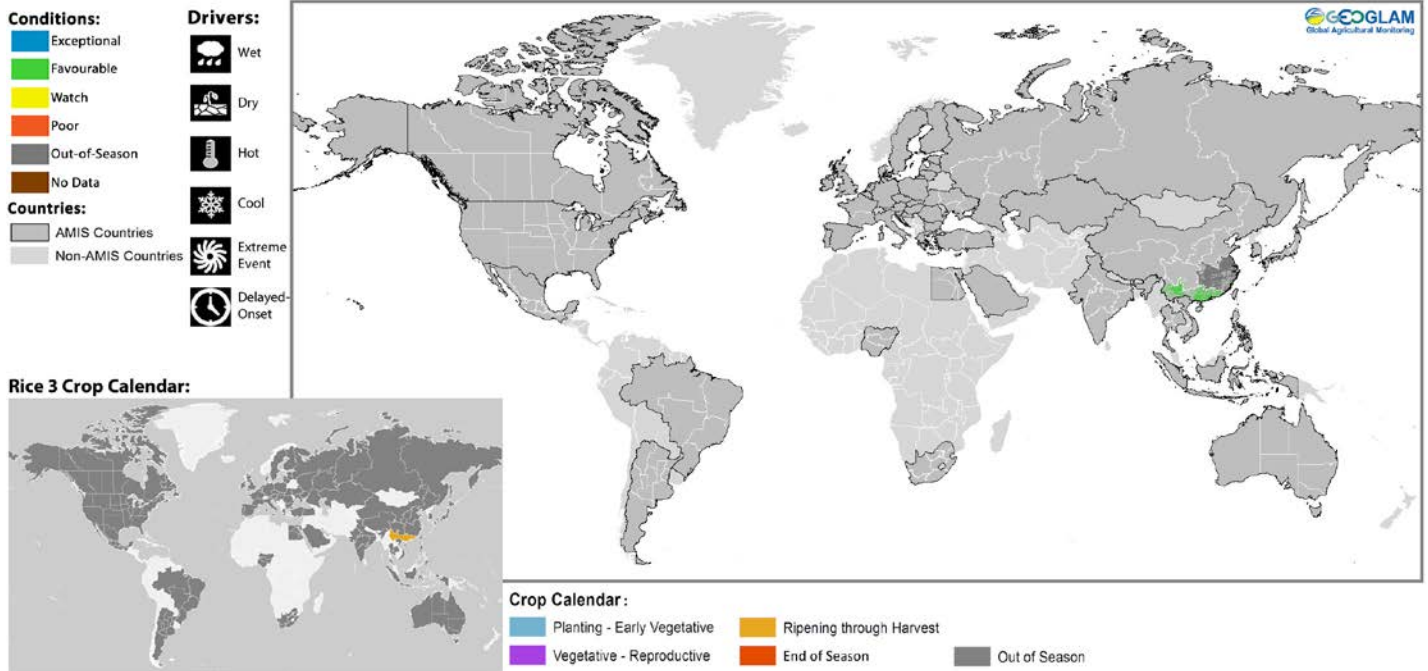 Conditions:
Exceptional
Favourable
Watch
Poor
Out-of-Season
No Data
Countries:
AMIS Countries
Non-AMIS Countries
Drivers:
Wet
Dry
Hot
Cool
Extreme
Event
Delayed-
Onset
GEOGLAM
Global Agricultural Monitoring
Rice 3 Crop Calendar:
Crop Calendar :
Planting - Early Vegetative
Ripening through Harvest
Vegetative - Reproductive
End of Season
Out of Season